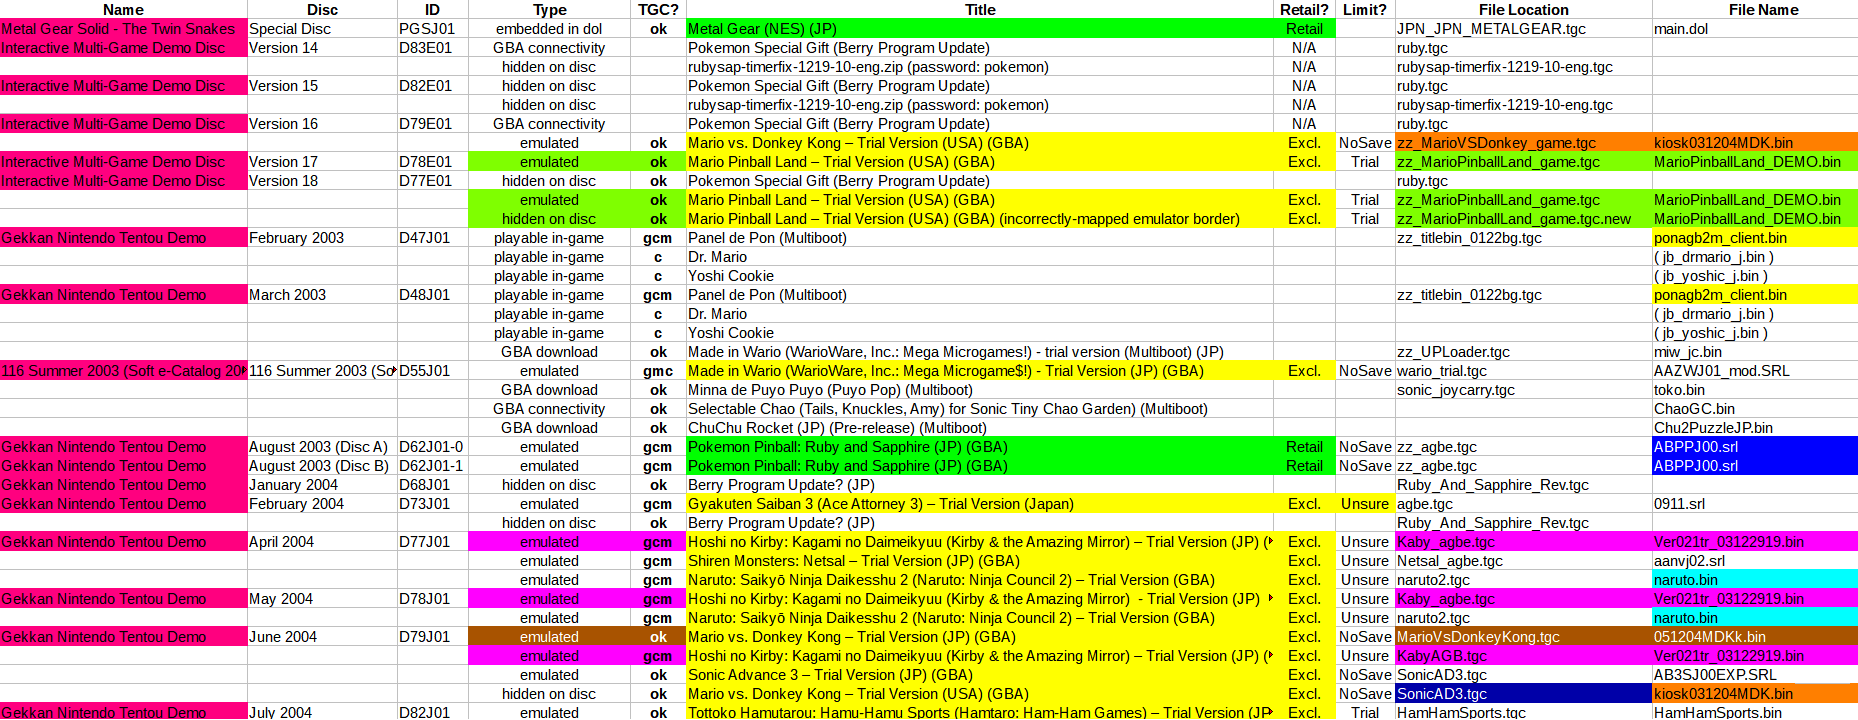 Name Disc ID Type TGC? Title Retail? Limit? File Location File Name
Metal Gear Solid - The Twin Snakes Special Disc PGSJ01 embedded in dol ok Metal Gear (NES) (JP) Retail JPN_JPN_METALGEAR.tgc main.dol
Interactive Multi-Game Demo Disc Version 14 D83E01 GBA connectivity Pokemon Special Gift (Berry Program Update) N/A ruby.tgc
hidden on disc rubysap-timerfix-1219-10-eng.zip (password: pokemon) N/A rubysap-timerfix-1219-10-eng.tgc
Interactive Multi-Game Demo Disc Version 15 D82E01 hidden on disc Pokemon Special Gift (Berry Program Update) N/A ruby.tgc
hidden on disc rubysap-timerfix-1219-10-eng.zip (password: pokemon) N/A rubysap-timerfix-1219-10-eng.tgc
Interactive Multi-Game Demo Disc Version 16 D79E01 GBA connectivity Pokemon Special Gift (Berry Program Update) N/A ruby.tgc
emulated ok Mario vs. Donkey Kong – Trial Version (USA) (GBA) Excl. NoSave zz_MarioVSDonkey_game.tgc kiosk031204MDK.bin
Interactive Multi-Game Demo Disc Version 17 D78E01 emulated ok Mario Pinball Land – Trial Version (USA) (GBA) Excl. Trial zz_MarioPinballLand_game.tgc MarioPinballLand_DEMO.bin
Interactive Multi-Game Demo Disc Version 18 D77E01 hidden on disc ok Pokemon Special Gift (Berry Program Update) ruby.tgc
emulated ok Mario Pinball Land – Trial Version (USA) (GBA) Excl. Trial zz_MarioPinballLand_game.tgc MarioPinballLand_DEMO.bin
hidden on disc ok Mario Pinball Land – Trial Version (USA) (GBA) (incorrectly-mapped emulator border) Excl. Trial zz_MarioPinballLand_game.tgc.new MarioPinballLand_DEMO.bin
Gekkan Nintendo Tentou Demo February 2003 D47J01 playable in-game gcm Panel de Pon (Multiboot) zz_titlebin_0122bg.tgc ponagb2m_client.bin
playable in-game c Dr. Mario ( jb_drmario_j.bin )
playable in-game c Yoshi Cookie ( jb_yoshic_j.bin )
Gekkan Nintendo Tentou Demo March 2003 D48J01 playable in-game gcm Panel de Pon (Multiboot) zz_titlebin_0122bg.tgc ponagb2m_client.bin
playable in-game c Dr. Mario ( jb_drmario_j.bin )
playable in-game c Yoshi Cookie ( jb_yoshic_j.bin )
GBA download ok Made in Wario (WarioWare, Inc.: Mega Microgames!) - trial version (Multiboot) (JP) zz_UPLoader.tgc miw_jc.bin
116 Summer 2003 (Soft e-Catalog 20 116 Summer 2003 (So D55J01 emulated gmc Made in Wario (WarioWare, Inc.: Mega Microgame$!) - Trial Version (JP) (GBA) Excl. NoSave wario_trial.tgc AAZWJ01_mod.SRL
GBA download ok Minna de Puyo Puyo (Puyo Pop) (Multiboot) sonic_joycarry.tgc toko.bin
GBA connectivity ok Selectable Chao (Tails, Knuckles, Amy) for Sonic Tiny Chao Garden) (Multiboot) ChaoGC.bin
GBA download ok ChuChu Rocket (JP) (Pre-release) (Multiboot) Chu2PuzzleJP.bin
Gekkan Nintendo Tentou Demo August 2003 (Disc A) D62J01-0 emulated gcm Pokemon Pinball: Ruby and Sapphire (JP) (GBA) Retail NoSave zz_agbe.tgc ABPPJ00.srl
Gekkan Nintendo Tentou Demo August 2003 (Disc B) D62J01-1 emulated gcm Pokemon Pinball: Ruby and Sapphire (JP) (GBA) Retail NoSave zz_agbe.tgc ABPPJ00.srl
Gekkan Nintendo Tentou Demo January 2004 D68J01 hidden on disc ok Berry Program Update? (JP) Ruby_And_Sapphire_Rev.tgc
Gekkan Nintendo Tentou Demo February 2004 D73J01 emulated gcm Gyakuten Saiban 3 (Ace Attorney 3) – Trial Version (Japan) Excl. Unsure agbe.tgc 0911.srl
hidden on disc ok Berry Program Update? (JP) Ruby_And_Sapphire_Rev.tgc
Gekkan Nintendo Tentou Demo April 2004 D77J01 emulated gcm Hoshi no Kirby: Kagami no Daimeikyuu (Kirby & the Amazing Mirror) – Trial Version (JP) ( Excl. Unsure Kaby_agbe.tgc Ver021tr_03122919.bin
emulated gcm Shiren Monsters: Netsal – Trial Version (JP) (GBA) Excl. Unsure Netsal_agbe.tgc aanvj02.srl
emulated gcm Naruto: Saikyō Ninja Daikesshu 2 (Naruto: Ninja Council 2) – Trial Version (GBA) Excl. Unsure naruto2.tgc naruto.bin
Gekkan Nintendo Tentou Demo May 2004 D78J01 emulated gcm Hoshi no Kirby: Kagami no Daimeikyuu (Kirby & the Amazing Mirror) - Trial Version (JP) Excl. Unsure Kaby_agbe.tgc Ver021tr_03122919.bin
emulated gcm Naruto: Saikyō Ninja Daikesshu 2 (Naruto: Ninja Council 2) – Trial Version (GBA) Excl. Unsure naruto2.tgc naruto.bin
Gekkan Nintendo Tentou Demo June 2004 D79J01 emulated ok Mario vs. Donkey Kong – Trial Version (JP) (GBA) Excl. NoSave MarioVsDonkeyKong.tgc 051204MDKk.bin
emulated gcm Hoshi no Kirby: Kagami no Daimeikyuu (Kirby & the Amazing Mirror) – Trial Version (JP) ( Excl. Unsure KabyAGB.tgc Ver021tr_03122919.bin
emulated ok Sonic Advance 3 – Trial Version (JP) (GBA) Excl. NoSave SonicAD3.tgc AB3SJ00EXP.SRL
hidden on disc ok Mario vs. Donkey Kong – Trial Version (USA) (GBA) Excl. NoSave SonicAD3.tgc kiosk031204MDK.bin
Gekkan Nintendo Tentou Demo July 2004 D82J01 emulated ok Tottoko Hamutarou: Hamu-Hamu Sports (Hamtaro: Ham-Ham Games) – Trial Version (JP Excl. Trial HamHamSports.tgc HamHamSports.bin